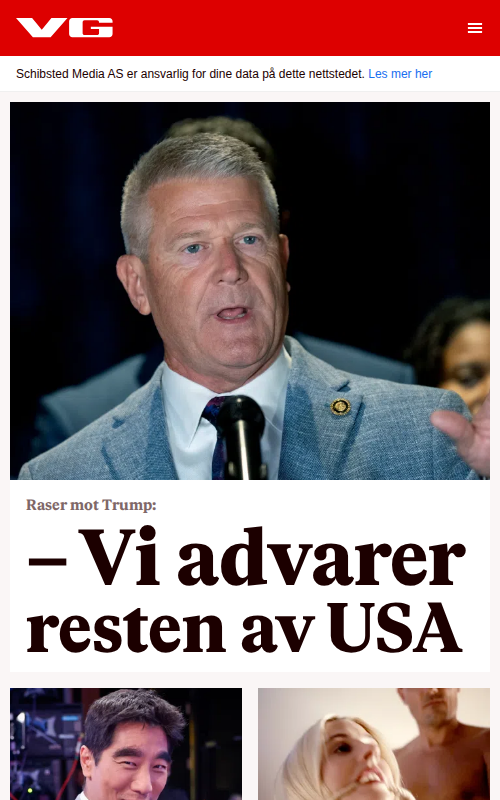 VG
Schibsted Media AS er ansvarlig for dine data på dette nettstedet. Les mer her
Raser mot Trump:
– Vi advarer
resten av USA